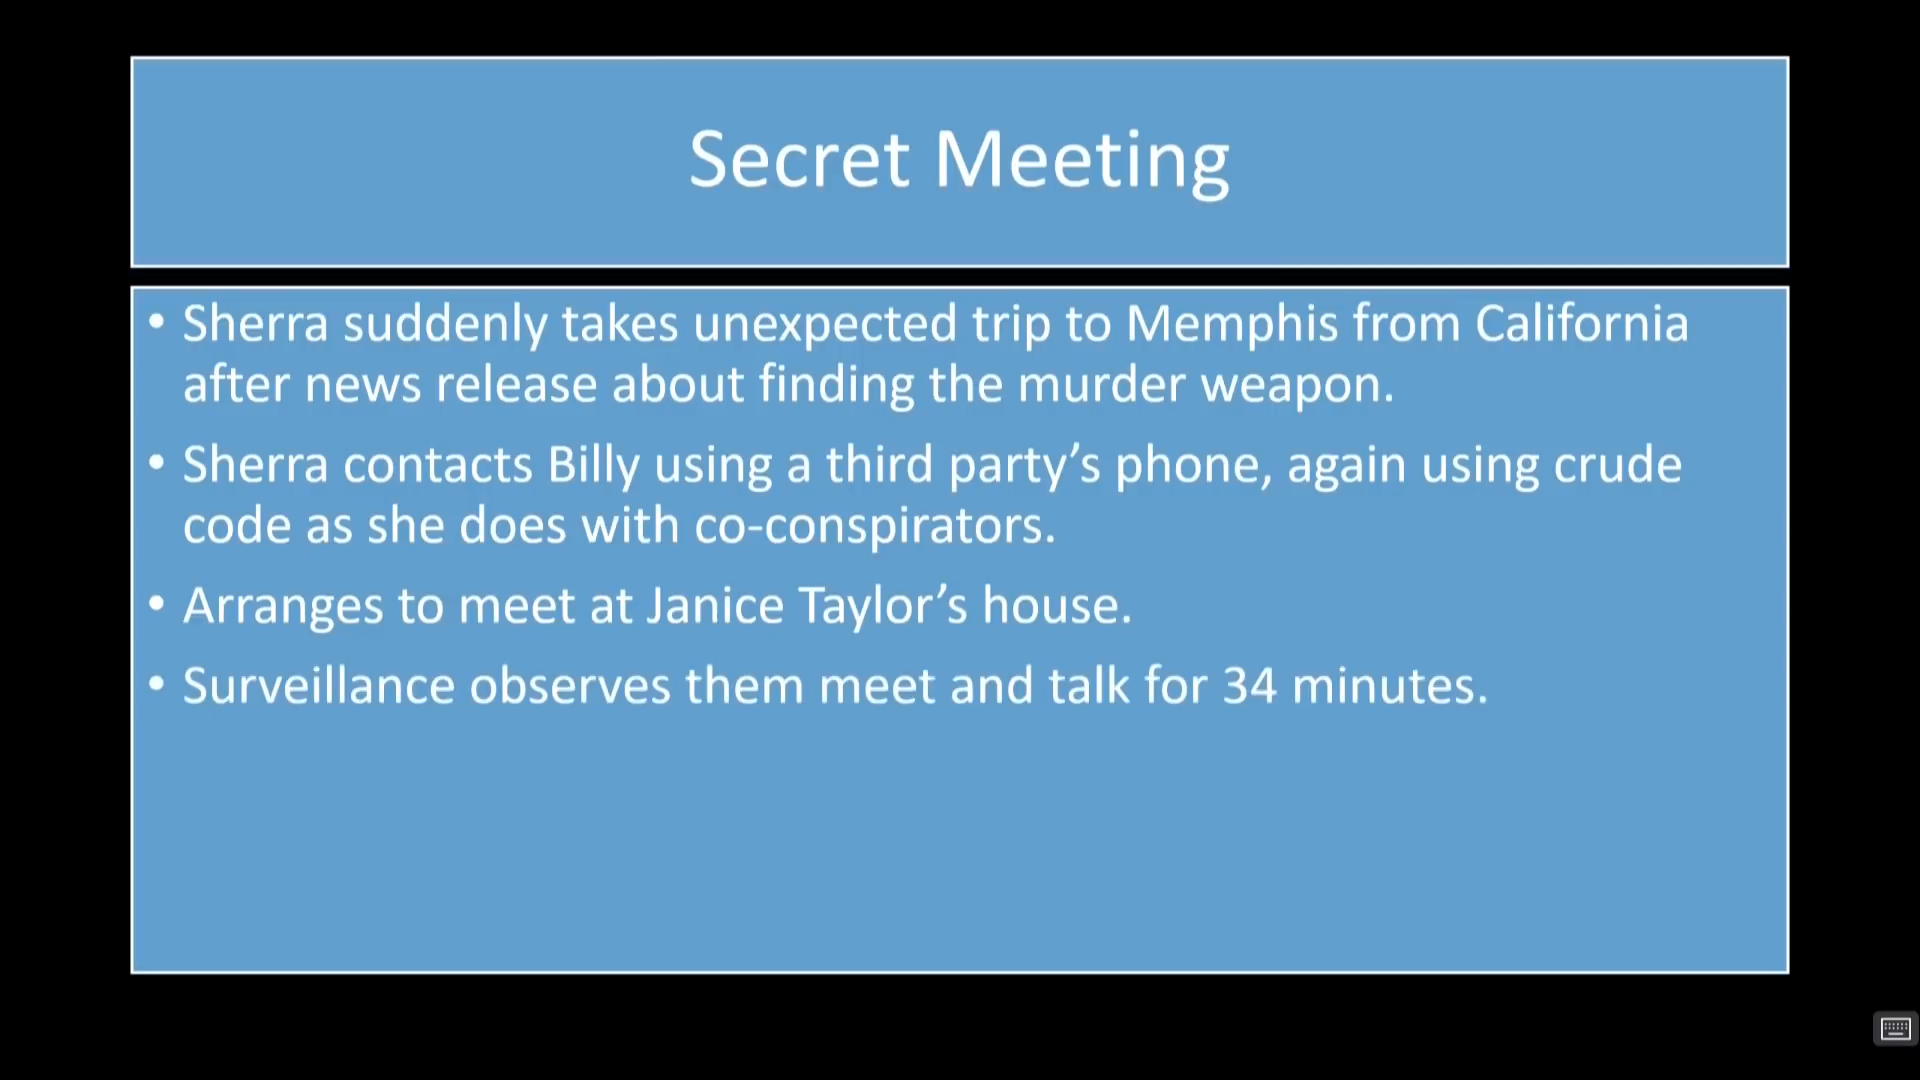 Secret Meeting
• Sherra suddenly takes unexpected trip to Memphis from California
after news release about finding the murder weapon.
• Sherra contacts Billy using a third party’s phone, again using crude
code as she does with co-conspirators.
• Arranges to meet at Janice Taylor’s house.
• Surveillance observes them meet and talk for 34 minutes.